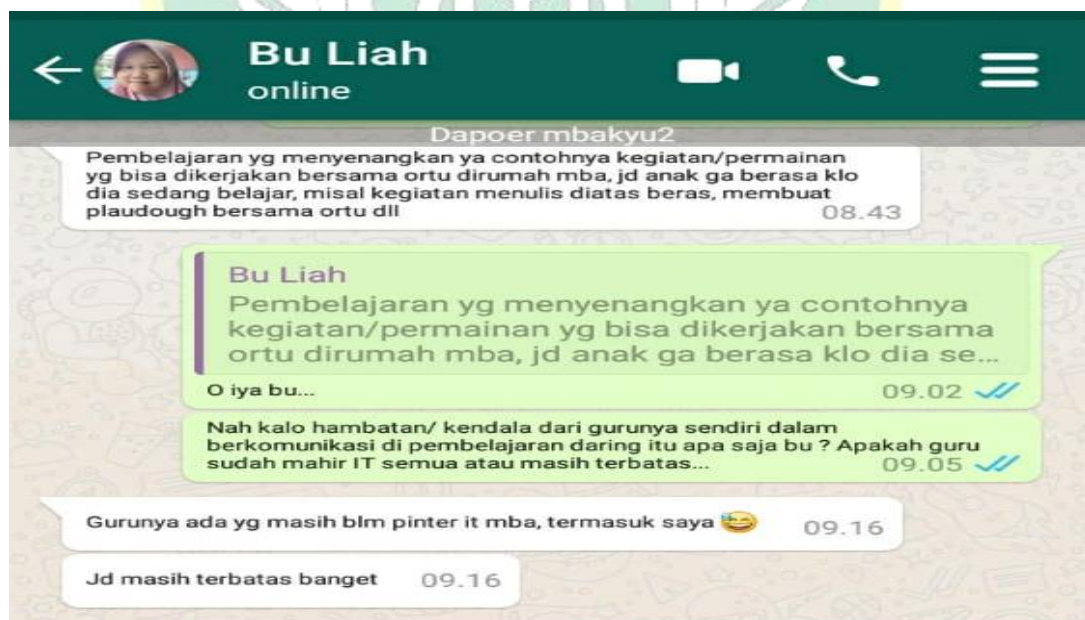 Bu Liah
online
Dapoer mbakyu2
Pembelajaran yg menyenangkan ya contohnya kegiatan/permainan
yg bisa dikerjakan bersama ortu dirumah mba, jd anak ga berasa klo
dia sedang belajar, misal kegiatan menulis diatas beras, membuat
plaudough bersama ortu dll 08.43
Bu Liah
Pembelajaran yg menyenangkan ya contohnya
kegiatan/permainan yg bisa dikerjakan bersama
ortu dirumah mba, jd anak ga berasa klo dia se...
O iya bu... 09.02
Nah kalo hambatan/ kendala dari gurunya sendiri dalam
berkomunikasi di pembelajaran daring itu apa saja bu ? Apakah guru
sudah mahir IT semua atau masih terbatas... 09.05
Gurunya ada yg masih blm pinter it mba, termasuk saya 😅 09.16
Jd masih terbatas banget 09.16